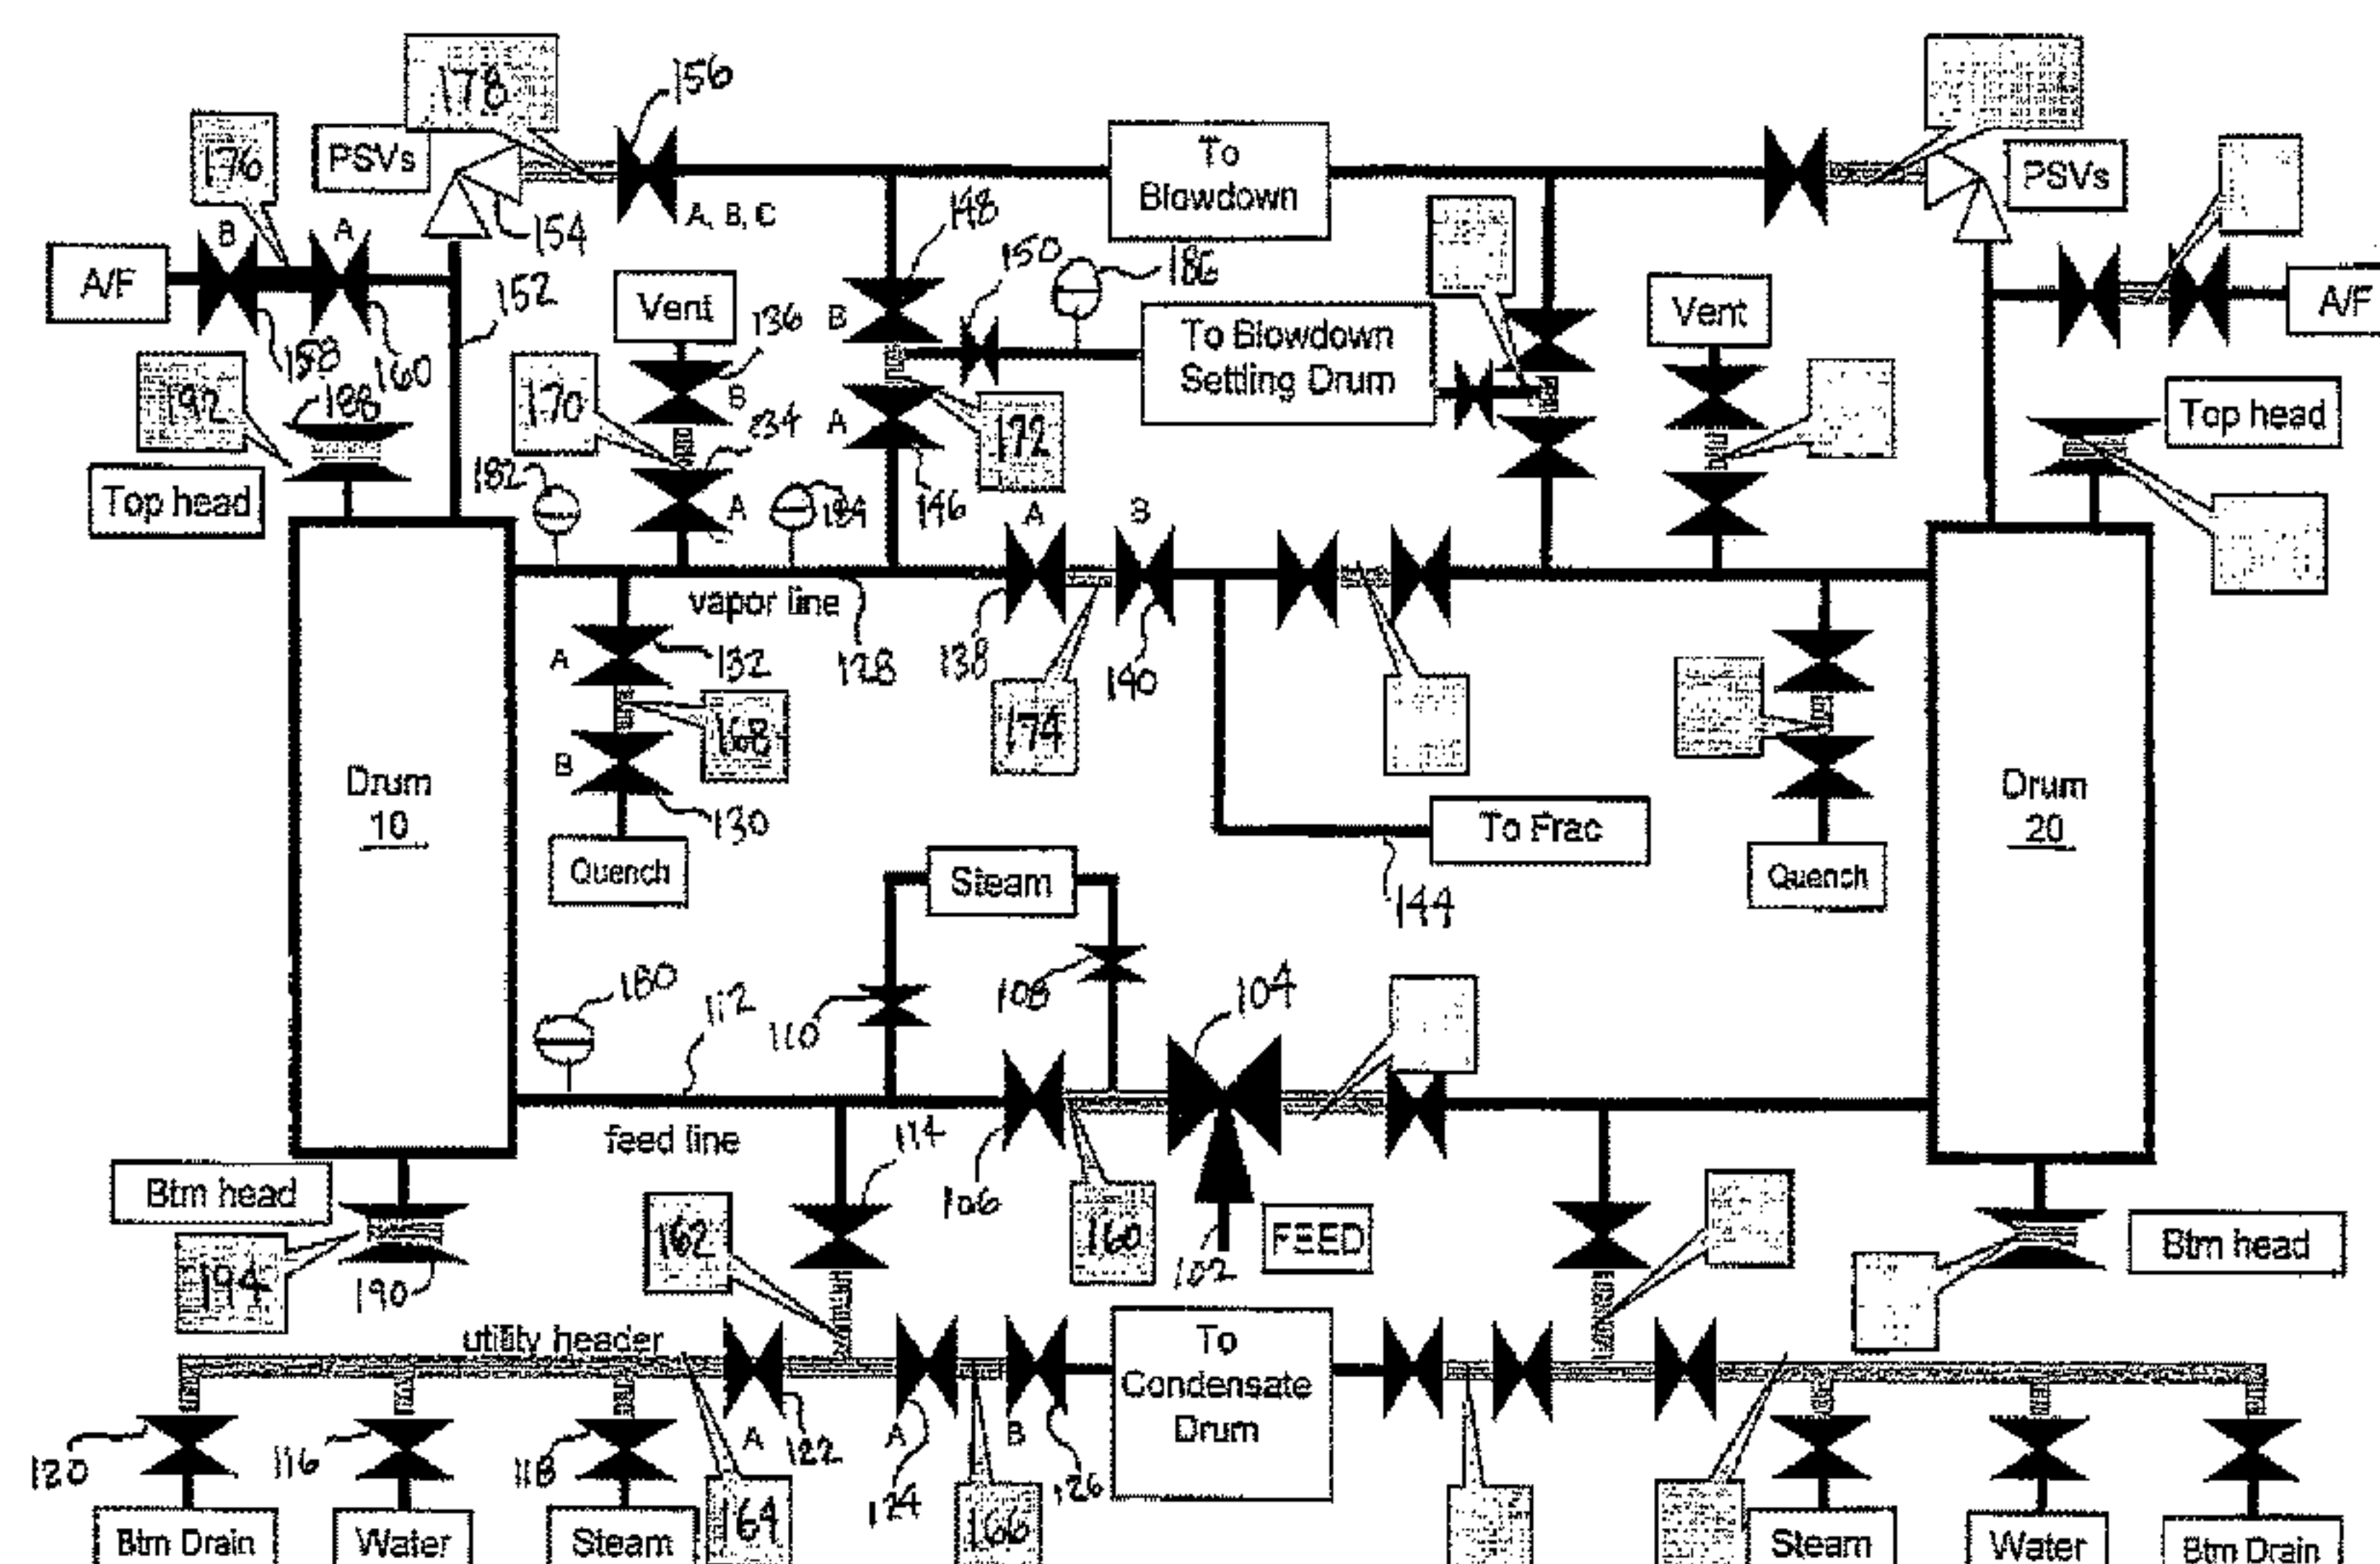 178
156
To
Blowdown
176
PSVs
PSVs
A, B, C
148
B
A
154
150
186
A/F
152
Vent
136
B
To Blowdown
Settling Drum
Vent
A/F
158
160
192
188
170
B
134
A
172
Top head
Top head
182
A
184
146
A
B
vapor line
A
132
128
138
140
168
174
Drum
10
B
130
Drum
20
To Frac
Quench
Steam
Quench
144
180
112
110
108
104
feed line
114
Btm head
106
160
102
FEED
162
Btm head
194
190
utility header
To
Condensate
Drum
120
116
118
A
122
A
124
B
126
164
166
Btm Drain
Water
Steam
Steam
Water
Btm Drain